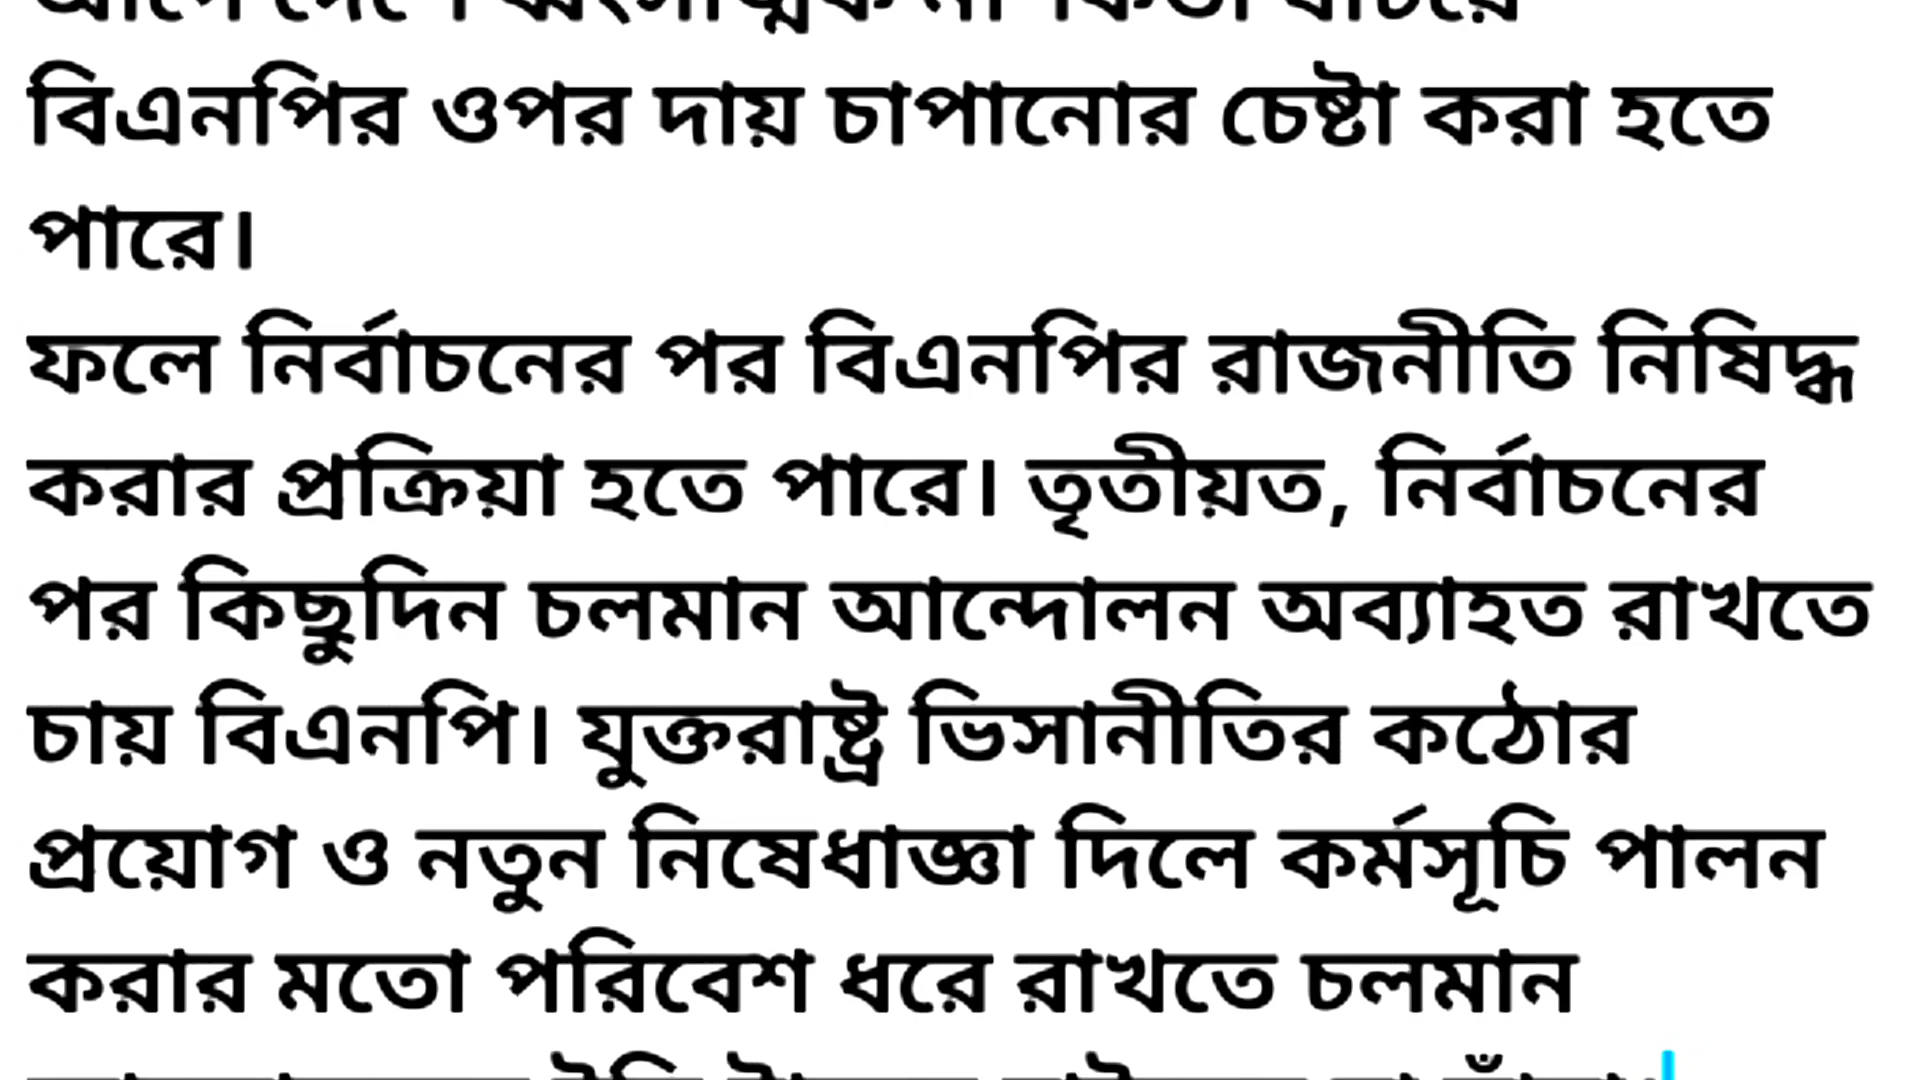 বিএনপির ওপর দায় চাপানোর চেষ্টা করা হতে
পারে।
ফলে নির্বাচনের পর বিএনপির রাজনীতি নিষিদ্ধ
করার প্রক্রিয়া হতে পারে। তৃতীয়ত, নির্বাচনের
পর কিছুদিন চলমান আন্দোলন অব্যাহত রাখতে
চায় বিএনপি। যুক্তরাষ্ট্র ভিসানীতির কঠোর
প্রয়োগ ও নতুন নিষেধাজ্ঞা দিলে কর্মসূচি পালন
করার মতো পরিবেশ ধরে রাখতে চলমান